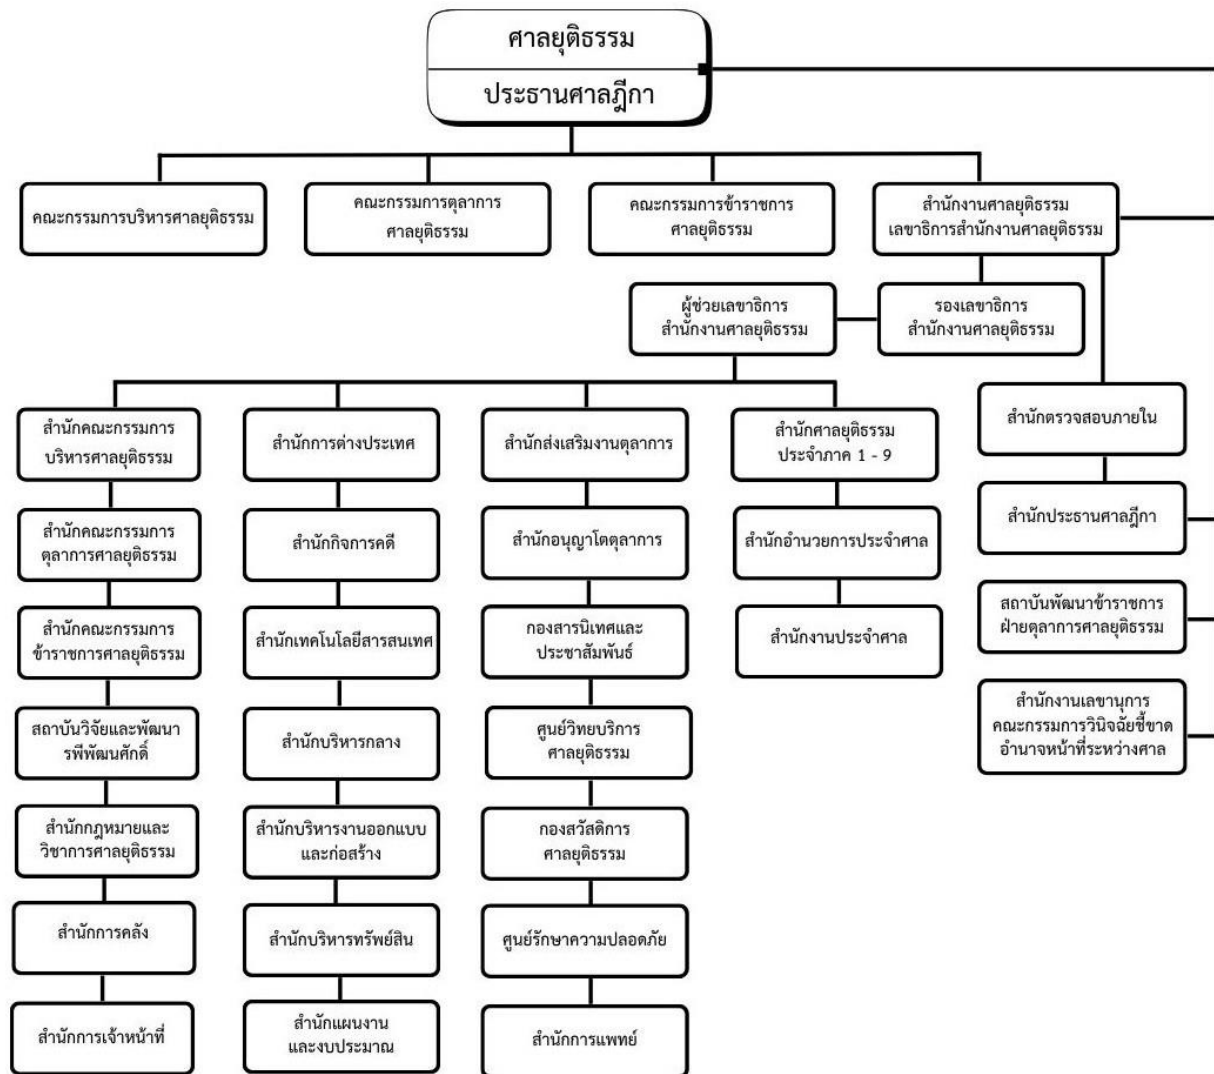 ศาลยุติธรรม
ประธานศาลฎีกา
คณะกรรมการบริหารศาลยุติธรรม
คณะกรรมการตุลาการ
ศาลยุติธรรม
คณะกรรมการข้าราชการ
ศาลยุติธรรม
สำนักงานศาลยุติธรรม
เลขาธิการสำนักงานศาลยุติธรรม
ผู้ช่วยเลขาธิการ
สำนักงานศาลยุติธรรม
รองเลขาธิการ
สำนักงานศาลยุติธรรม
สำนักคณะกรรมการ
บริหารศาลยุติธรรม
สำนักคณะกรรมการ
ตุลาการศาลยุติธรรม
สำนักคณะกรรมการ
ข้าราชการศาลยุติธรรม
สถาบันวิจัยและพัฒนา
รพีพัฒนศักดิ์
สำนักกฎหมายและ
วิชาการศาลยุติธรรม
สำนักการคลัง
สำนักการเจ้าหน้าที่
สำนักการต่างประเทศ
สำนักกิจการคดี
สำนักเทคโนโลยีสารสนเทศ
สำนักบริหารกลาง
สำนักบริหารงานออกแบบ
และก่อสร้าง
สำนักบริหารทรัพย์สิน
สำนักแผนงาน
และงบประมาณ
สำนักส่งเสริมงานตุลาการ
สำนักอนุญาโตตุลาการ
กองสารนิเทศและ
ประชาสัมพันธ์
ศูนย์วิทยบริการ
ศาลยุติธรรม
กองสวัสดิการ
ศาลยุติธรรม
ศูนย์รักษาความปลอดภัย
สำนักการแพทย์
สำนักศาลยุติธรรม
ประจำภาค 1 - 9
สำนักอำนวยการประจำศาล
สำนักงานประจำศาล
สำนักตรวจสอบภายใน
สำนักประธานศาลฎีกา
สถาบันพัฒนาข้าราชการ
ฝ่ายตุลาการศาลยุติธรรม
สำนักงานเลขานุการ
คณะกรรมการวินิจฉัยชี้ขาด
อำนาจหน้าที่ระหว่างศาล